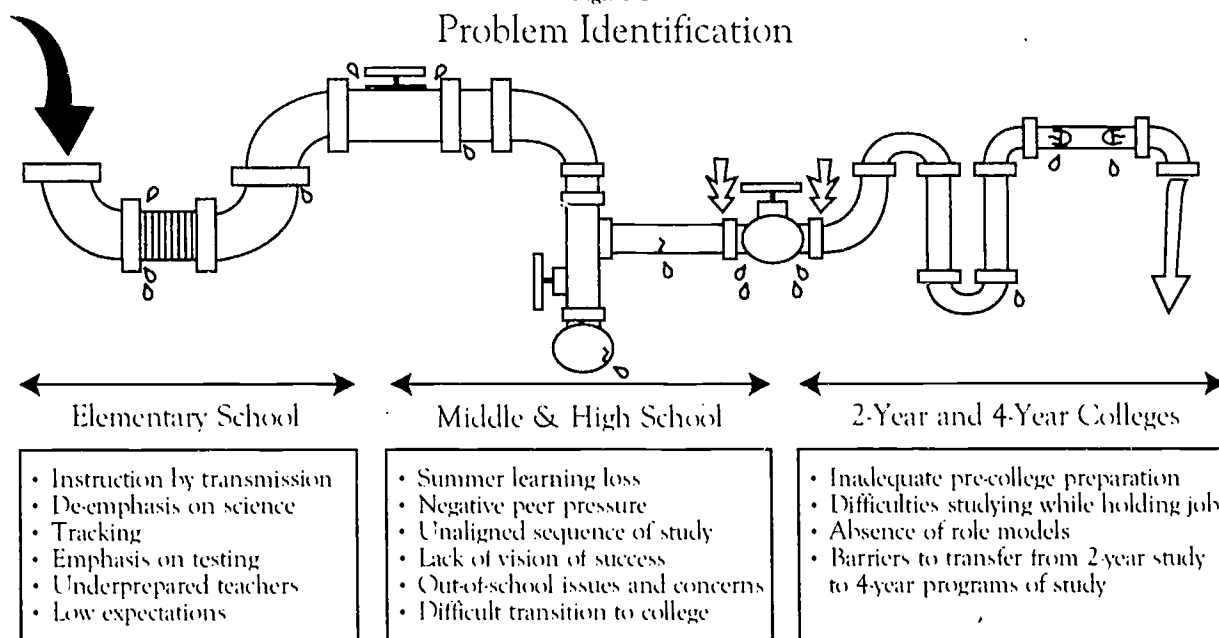 Problem Identification
Elementary School
• Instruction by transmission
• De-emphasis on science
• Tracking
• Emphasis on testing
• Underprepared teachers
• Low expectations
Middle & High School
• Summer learning loss
• Negative peer pressure
• Unaligned sequence of study
• Lack of vision of success
• Out-of-school issues and concerns
• Difficult transition to college
2-Year and 4-Year Colleges
• Inadequate pre-college preparation
• Difficulties studying while holding job
• Absence of role models
• Barriers to transfer from 2-year study
to 4-year programs of study